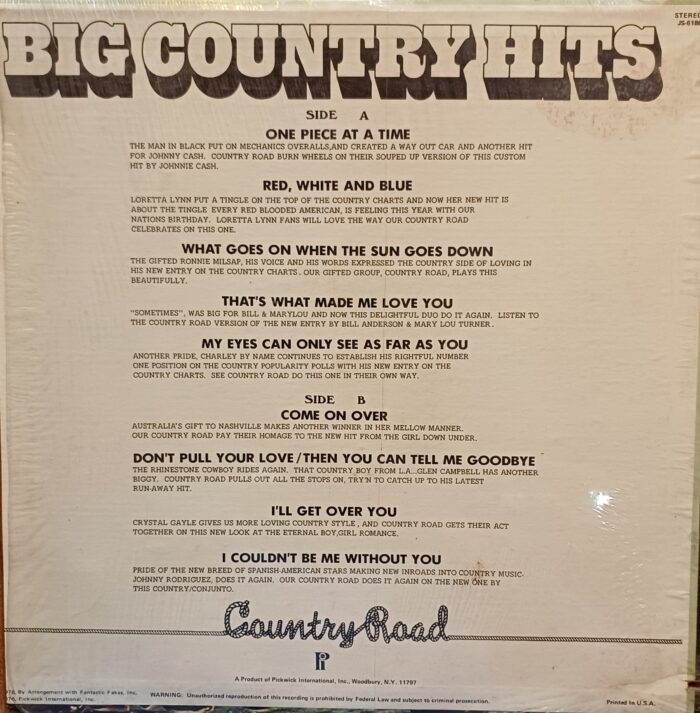 STEREO
BIG COUNTRY HITS
SIDE A
ONE PIECE AT A TIME
THE MAN IN BLACK PUT ON MECHANICS OVERALLS,AND CREATED A WAY OUT CAR AND ANOTHER HIT
FOR JOHNNY CASH. COUNTRY ROAD BURN WHEELS ON THEIR SOUPED UP VERSION OF THIS CUSTOM
HIT BY JOHNNIE CASH.
RED, WHITE AND BLUE
LORETTA LYNN PUT A TINGLE ON THE TOP OF THE COUNTRY CHARTS AND NOW HER NEW HIT IS
ABOUT THE TINGLE EVERY RED BLOODED AMERICAN, IS FEELING THIS YEAR WITH OUR
NATIONS BIRTHDAY. LORETTA LYNN FANS WILL LOVE THE WAY OUR COUNTRY ROAD
CELEBRATES ON THIS ONE.
WHAT GOES ON WHEN THE SUN GOES DOWN
THE GIFTED RONNIE MILSAP, HIS VOICE AND HIS WORDS EXPRESSED THE COUNTRY SIDE OF LOVING IN
HIS NEW ENTRY ON THE COUNTRY CHARTS. OUR GIFTED GROUP, COUNTRY ROAD, PLAYS THIS
BEAUTIFULLY.
THAT'S WHAT MADE ME LOVE YOU
"SOMETIMES", WAS BIG FOR BILL & MARYLOU AND NOW THIS DELIGHTFUL DUO DO IT AGAIN. LISTEN TO
THE COUNTRY ROAD VERSION OF THE NEW ENTRY BY BILL ANDERSON & MARY LOU TURNER.
MY EYES CAN ONLY SEE AS FAR AS YOU
ANOTHER PRIDE, CHARLEY BY NAME CONTINUES TO ESTABLISH HIS RIGHTFUL NUMBER
ONE POSITION ON THE COUNTRY POPULARITY POLLS WITH HIS NEW ENTRY ON THE
COUNTRY CHARTS. SEE COUNTRY ROAD DO THIS ONE IN THEIR OWN WAY.
SIDE B
COME ON OVER
AUSTRALIA'S GIFT TO NASHVILLE MAKES ANOTHER WINNER IN HER MELLOW MANNER.
OUR COUNTRY ROAD PAY THEIR HOMAGE TO THE NEW HIT FROM THE GIRL DOWN UNDER.
DON'T PULL YOUR LOVE/THEN YOU CAN TELL ME GOODBYE
THE RHINESTONE COWBOY RIDES AGAIN. THAT COUNTRY BOY FROM L.A...GLEN CAMPBELL HAS ANOTHER
BIGGY. COUNTRY ROAD PULLS OUT ALL THE STOPS ON, TRY'N TO CATCH UP TO HIS LATEST
RUN-AWAY HIT.
I'LL GET OVER YOU
CRYSTAL GAYLE GIVES US MORE LOVING COUNTRY STYLE, AND COUNTRY ROAD GETS THEIR ACT
TOGETHER ON THIS NEW LOOK AT THE ETERNAL BOY,GIRL ROMANCE.
I COULDN'T BE ME WITHOUT YOU
PRIDE OF THE NEW BREED OF SPANISH-AMERICAN STARS MAKING NEW INROADS INTO COUNTRY MUSIC-
JOHNNY RODRIGUEZ, DOES IT AGAIN. OUR COUNTRY ROAD DOES IT AGAIN ON THE NEW ONE BY
THIS COUNTRY/CONJUNTO.
Country Road
A Product of Pickwick International, Inc., Woodbury, N.Y. 11797
By Arrangement with Fantastic Fakes, Inc.
Pickwick International, Inc.
WARNING: Unauthorized reproduction of this recording is prohibited by Federal Law and subject to criminal prosecution.
Printed In U.S.A.